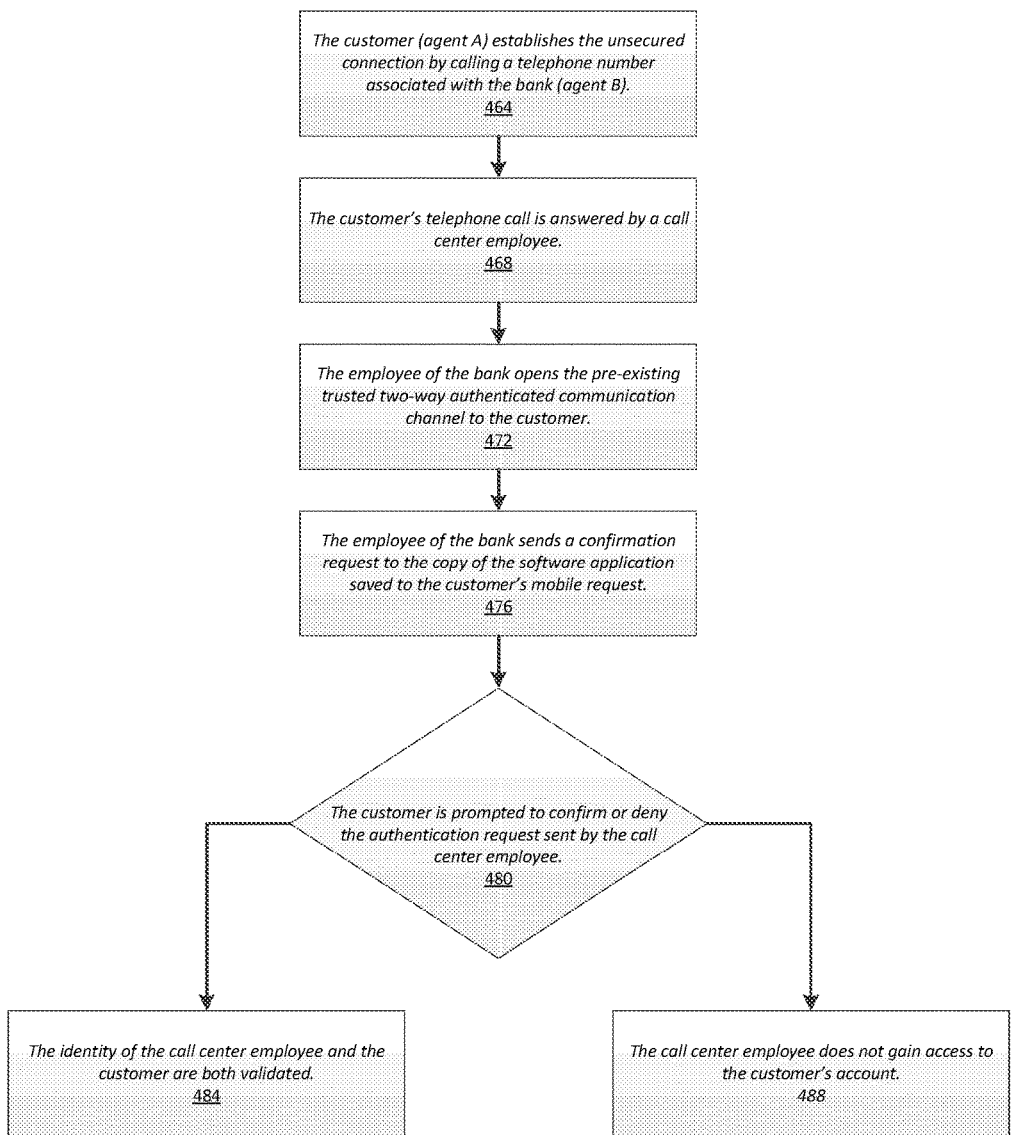 The customer (agent A) establishes the unsecured
connection by calling a telephone number
associated with the bank (agent B).
464
The customer's telephone call is answered by a call
center employee.
468
The employee of the bank opens the pre-existing
trusted two-way authenticated communication
channel to the customer.
472
The employee of the bank sends a confirmation
request to the copy of the software application
saved to the customer's mobile request.
476
The customer is prompted to confirm or deny
the authentication request sent by the call
center employee.
480
The identity of the call center employee and the
customer are both validated.
484
The call center employee does not gain access to
the customer's account.
488